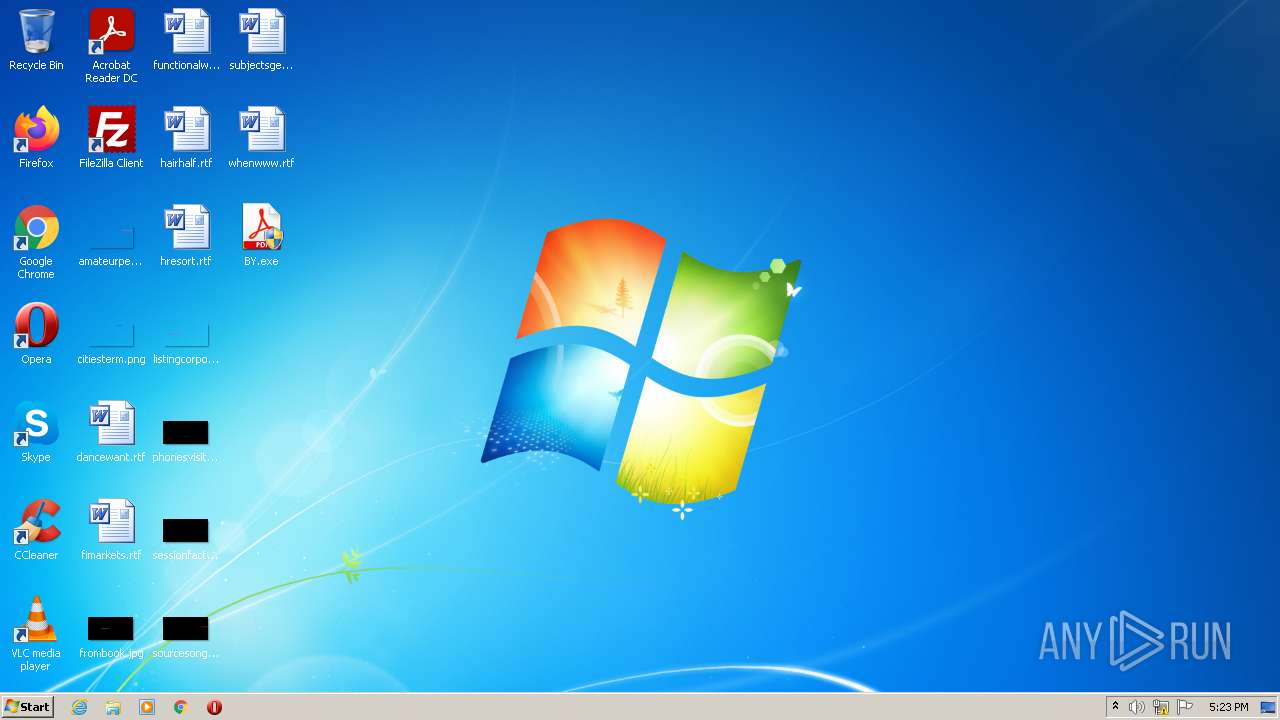 Recycle Bin
Acrobat
Reader DC
functionalw...
subjectsge...
Firefox
FileZilla Client
hairhalf.rtf
whenwww.rtf
Google
Chrome
amateurpe...
hresort.rtf
PDF
BY.exe
Opera
citiesterm.png
listingcorpo...
Skype
dancewant.rtf
phonesvisit...
CCleaner
fimarkets.rtf
sessionfact...
VLC media
player
frombook.jpg
sourcesong...
ANY RUN
Start
5:23 PM